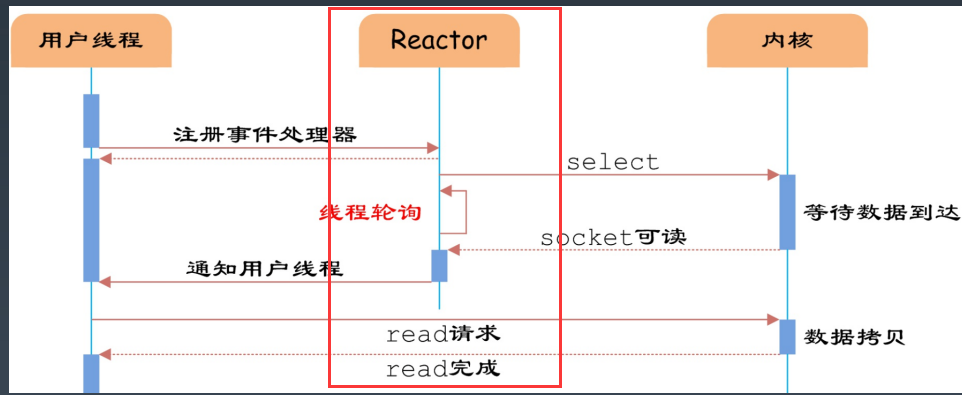 用户线程
Reactor
内核
注册事件处理器
select
线程轮询
等待数据到达
socket可读
通知用户线程
read请求
数据拷贝
read完成